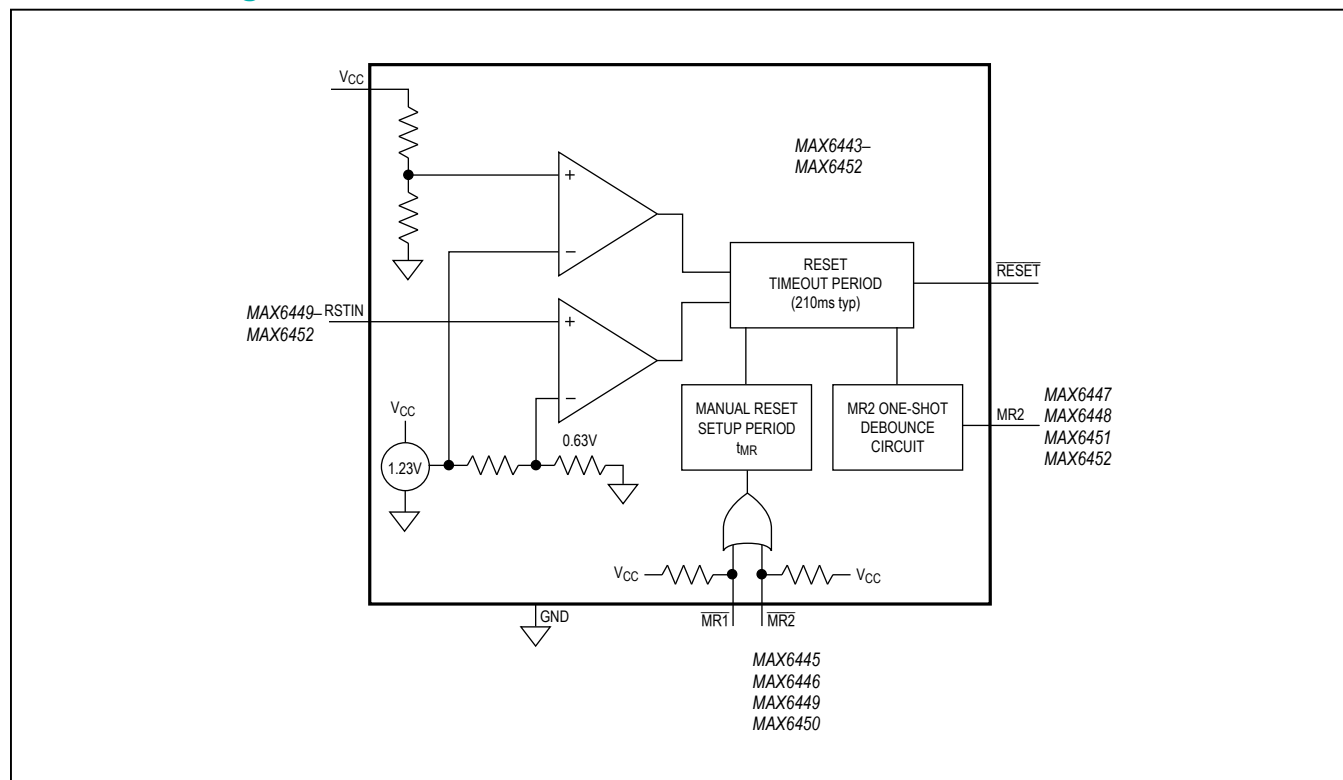 VCC
MAX6443–
MAX6452
+
−
RESET
TIMEOUT PERIOD
(210ms typ)
RESET
MAX6449–
MAX6452
RSTIN
+
−
VCC
1.23V
0.63V
MANUAL RESET
SETUP PERIOD
tMR
MR2 ONE-SHOT
DEBOUNCE
CIRCUIT
MR2
MAX6447
MAX6448
MAX6451
MAX6452
VCC
VCC
GND
MR1
MR2
MAX6445
MAX6446
MAX6449
MAX6450